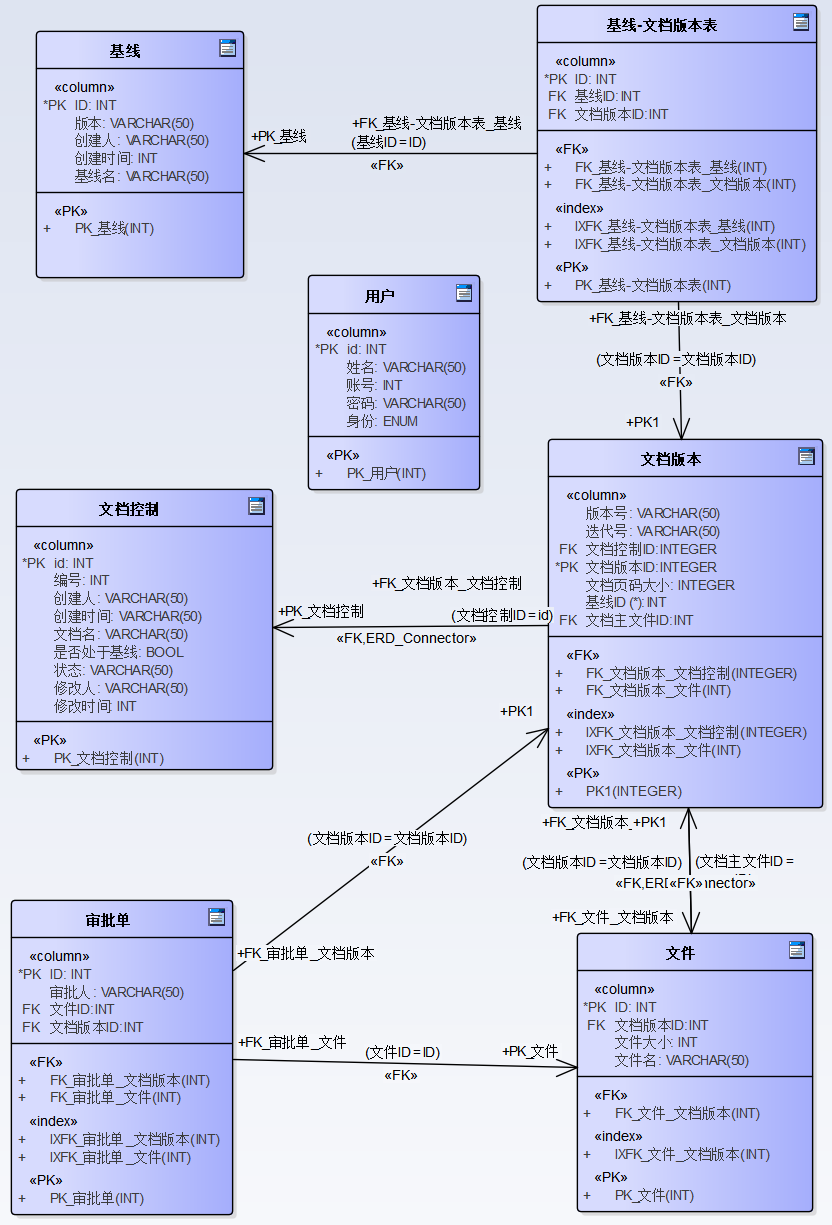 基线
«column»
*PK ID: INT
版本: VARCHAR(50)
创建人: VARCHAR(50)
创建时间: INT
基线名: VARCHAR(50)
«PK»
+ PK_基线(INT)
基线-文档版本表
«column»
*PK ID: INT
FK 基线ID: INT
FK 文档版本ID:INT
«FK»
+ FK_基线-文档版本表_基线(INT)
+ FK_基线-文档版本表_文档版本(INT)
«index»
+ IXFK_基线-文档版本表_基线(INT)
+ IXFK_基线-文档版本表_文档版本(INT)
«PK»
+ PK_基线-文档版本表(INT)
+PK_基线
+FK_基线-文档版本表_基线
(基线ID=ID)
«FK»
用户
«column»
*PK id: INT
姓名: VARCHAR(50)
账号: INT
密码: VARCHAR(50)
身份: ENUM
«PK»
+ PK_用户(INT)
+FK_基线-文档版本表_文档版本
(文档版本ID =文档版本ID)
«FK»
+PK1
文档版本
«column»
版本号: VARCHAR(50)
迭代号: VARCHAR(50)
FK 文档控制ID:INTEGER
*PK 文档版本ID:INTEGER
文档页码大小: INTEGER
基线ID (*): INT
FK 文档主文件ID:INT
«FK»
+ FK_文档版本_文档控制(INTEGER)
+ FK_文档版本_文件(INT)
«index»
+ IXFK_文档版本_文档控制(INTEGER)
+ IXFK_文档版本_文件(INT)
«PK»
+ PK1(INTEGER)
文档控制
«column»
*PK id: INT
编号: INT
创建人: VARCHAR(50)
创建时间: VARCHAR(50)
文档名: VARCHAR(50)
是否处于基线: BOOL
状态: VARCHAR(50)
修改人: VARCHAR(50)
修改时间: INT
«PK»
+ PK_文档控制(INT)
+FK_文档版本_文档控制
+PK_文档控制
(文档控制ID=id)
«FK,ERD_Connector»
+PK1
(文档版本ID=文档版本ID)
«FK»
+FK_审批单_文档版本
+FK_文档版本_+PK1
(文档版本ID =文档版本ID)
(文档主文件ID =
«FK,ERD«FK»nnector»
+FK_文件_文档版本
审批单
«column»
*PK ID: INT
审批人: VARCHAR(50)
FK 文件ID:INT
FK 文档版本ID:INT
«FK»
+ FK_审批单_文档版本(INT)
+ FK_审批单_文件(INT)
«index»
+ IXFK_审批单_文档版本(INT)
+ IXFK_审批单_文件(INT)
«PK»
+ PK_审批单(INT)
+FK_审批单_文件
(文件ID=ID)
«FK»
+PK_文件
文件
«column»
*PK ID: INT
FK 文档版本ID:INT
文件大小: INT
文件名: VARCHAR(50)
«FK»
+ FK_文件_文档版本(INT)
«index»
+ IXFK_文件_文档版本(INT)
«PK»
+ PK_文件(INT)